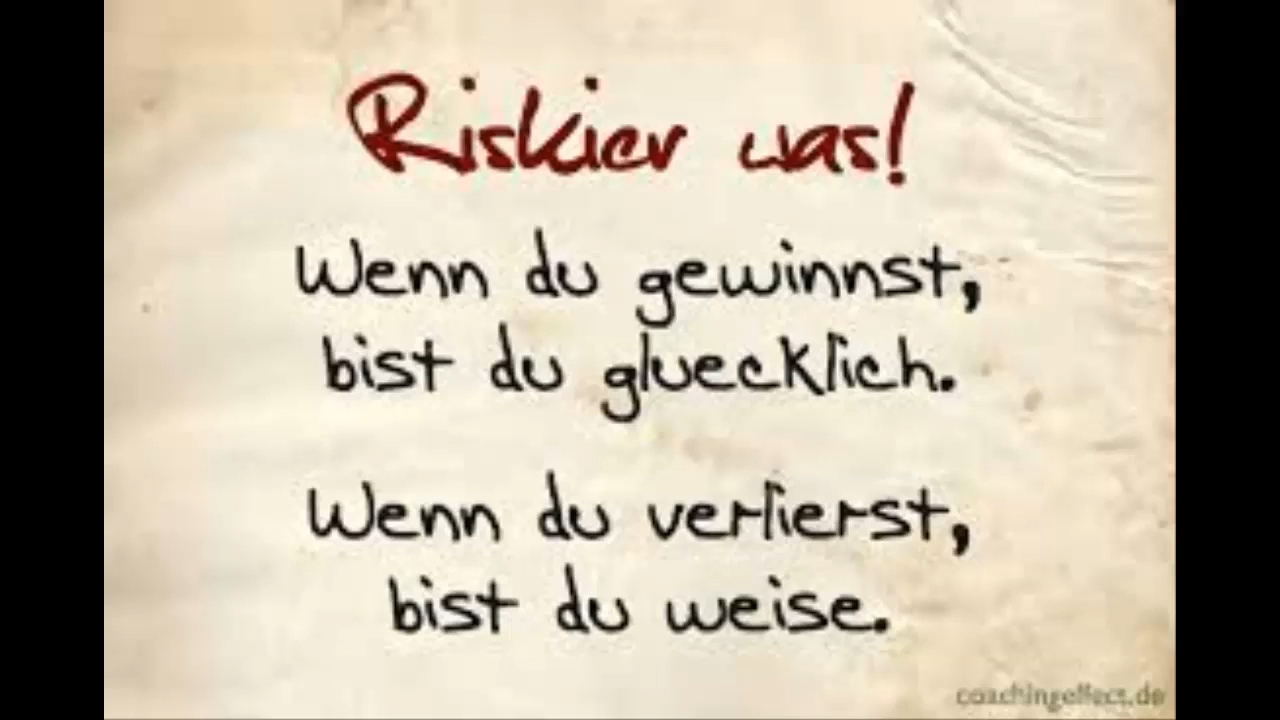 Riskier was!
Wenn du gewinnst,
bist du gluecklich.
Wenn du verlierst,
bist du weise.
coachingeffect.de